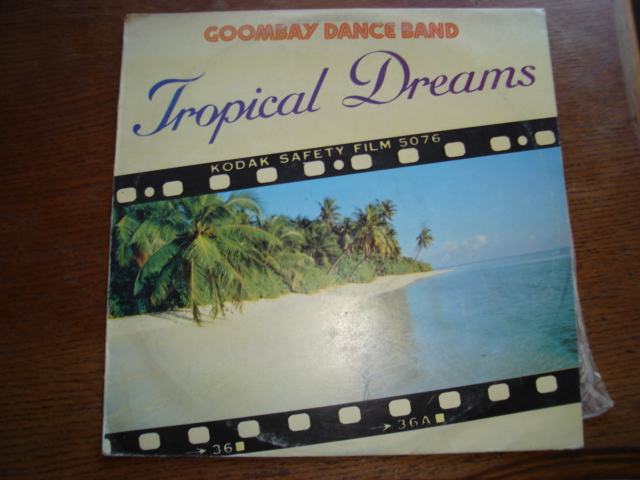 GOOMBAY DANCE BAND
Tropical Dreams
KODAK SAFETY FILM 5076
→36
→36A